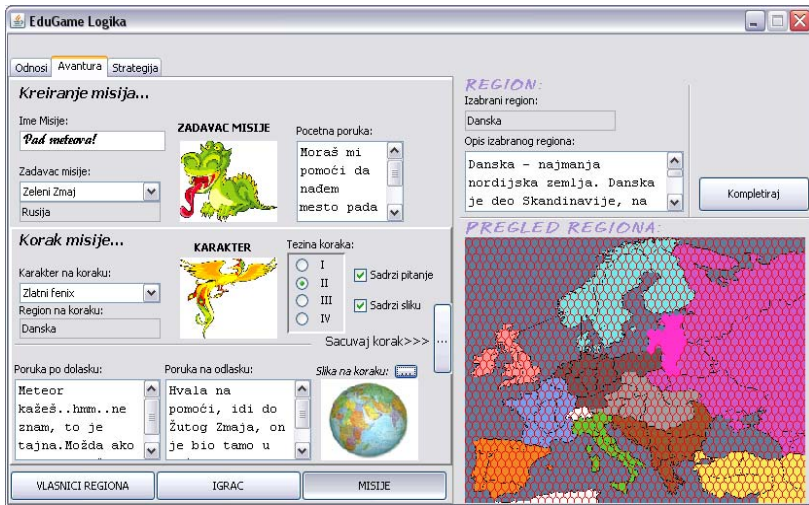 EduGame Logika
Odnosi Avantura Strategija
Kreiranje misija...
Ime Misije:
Pad meteora!
Zadavac misije:
Zeleni Zmaj
Rusija
ZADAVAC MISIJE
Pocetna poruka:
Moraš mi
pomoći da
nađem
mesto pada
Korak misije...
Karakter na koraku:
Zlatni fenix
Region na koraku:
Danska
KARAKTER
Tezina koraka:
I
II
III
IV
Sadrzi pitanje
Sadrzi sliku
Sacuvaj korak>>>
...
Poruka po dolasku:
Meteor
kažeš..hmm..ne
znam, to je
tajna.Možda ako
Poruka na odlasku:
Hvala na
pomoći, idi do
Žutog Zmaja, on
je bio tamo u
Slika na koraku:
...
VLASNICI REGIONA
IGRAC
MISIJE
REGION:
Izabrani region:
Danska
Opis izabranog regiona:
Danska - najmanja
nordijska zemlja. Danska
je deo Skandinavije, na
Kompletiraj
PREGLED REGIONA: